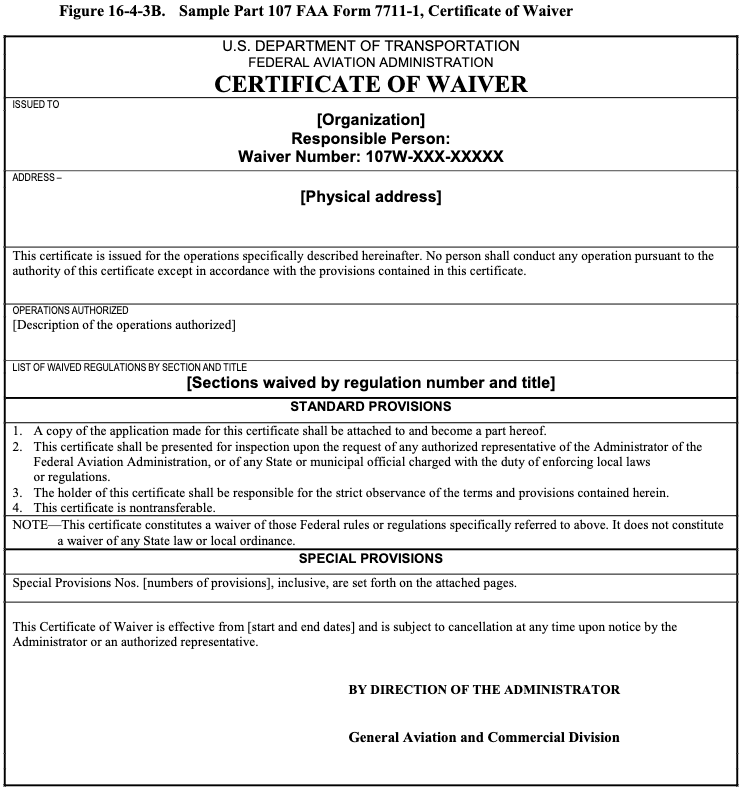 Figure 16-4-3B. Sample Part 107 FAA Form 7711-1, Certificate of Waiver
U.S. DEPARTMENT OF TRANSPORTATION
FEDERAL AVIATION ADMINISTRATION
CERTIFICATE OF WAIVER
ISSUED TO
[Organization]
Responsible Person:
Waiver Number: 107W-XXX-XXXXX
ADDRESS –
[Physical address]
This certificate is issued for the operations specifically described hereinafter. No person shall conduct any operation pursuant to the
authority of this certificate except in accordance with the provisions contained in this certificate.
OPERATIONS AUTHORIZED
[Description of the operations authorized]
LIST OF WAIVED REGULATIONS BY SECTION AND TITLE
[Sections waived by regulation number and title]
STANDARD PROVISIONS
1. A copy of the application made for this certificate shall be attached to and become a part hereof.
2. This certificate shall be presented for inspection upon the request of any authorized representative of the Administrator of the
Federal Aviation Administration, or of any State or municipal official charged with the duty of enforcing local laws
or regulations.
3. The holder of this certificate shall be responsible for the strict observance of the terms and provisions contained herein.
4. This certificate is nontransferable.
NOTE—This certificate constitutes a waiver of those Federal rules or regulations specifically referred to above. It does not constitute
a waiver of any State law or local ordinance.
SPECIAL PROVISIONS
Special Provisions Nos. [numbers of provisions], inclusive, are set forth on the attached pages.
This Certificate of Waiver is effective from [start and end dates] and is subject to cancellation at any time upon notice by the
Administrator or an authorized representative.
BY DIRECTION OF THE ADMINISTRATOR
General Aviation and Commercial Division